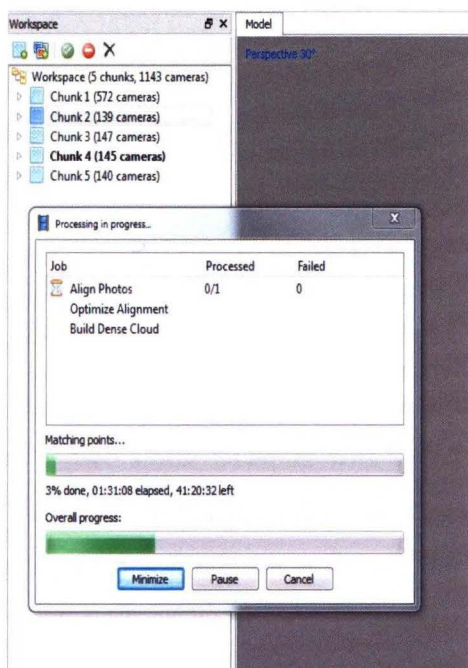 Workspace
Model
Perspective 30°
Workspace (5 chunks, 1143 cameras)
Chunk 1 (572 cameras)
Chunk 2 (139 cameras)
Chunk 3 (147 cameras)
Chunk 4 (145 cameras)
Chunk 5 (140 cameras)
Processing in progress...
Job Processed Failed
Align Photos 0/1 0
Optimize Alignment
Build Dense Cloud
Matching points...
3% done, 01:31:08 elapsed, 41:20:32 left
Overall progress:
Minimize Pause Cancel